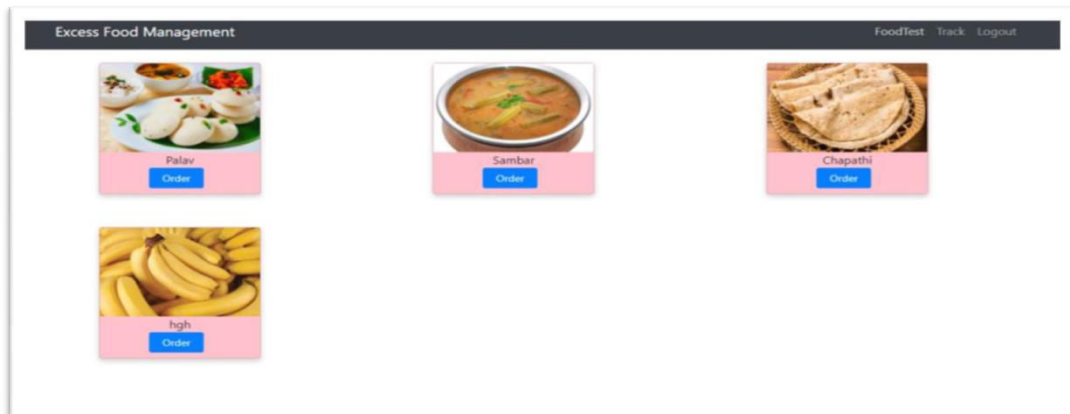 Excess Food Management FoodTest Track Logout
Palav Sambar Chapathi
Order Order Order
hgh
Order